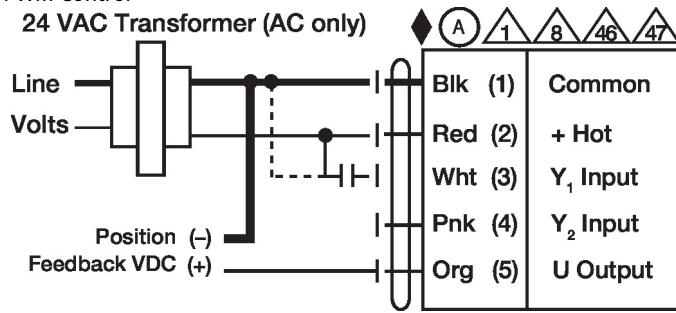 24 VAC Transformer (AC only)
A 1 8 46 47
Line
Volts
Blk (1) Common
Red (2) + Hot
Wht (3) Y₁ Input
Pnk (4) Y₂ Input
Org (5) U Output
Position (–)
Feedback VDC (+)